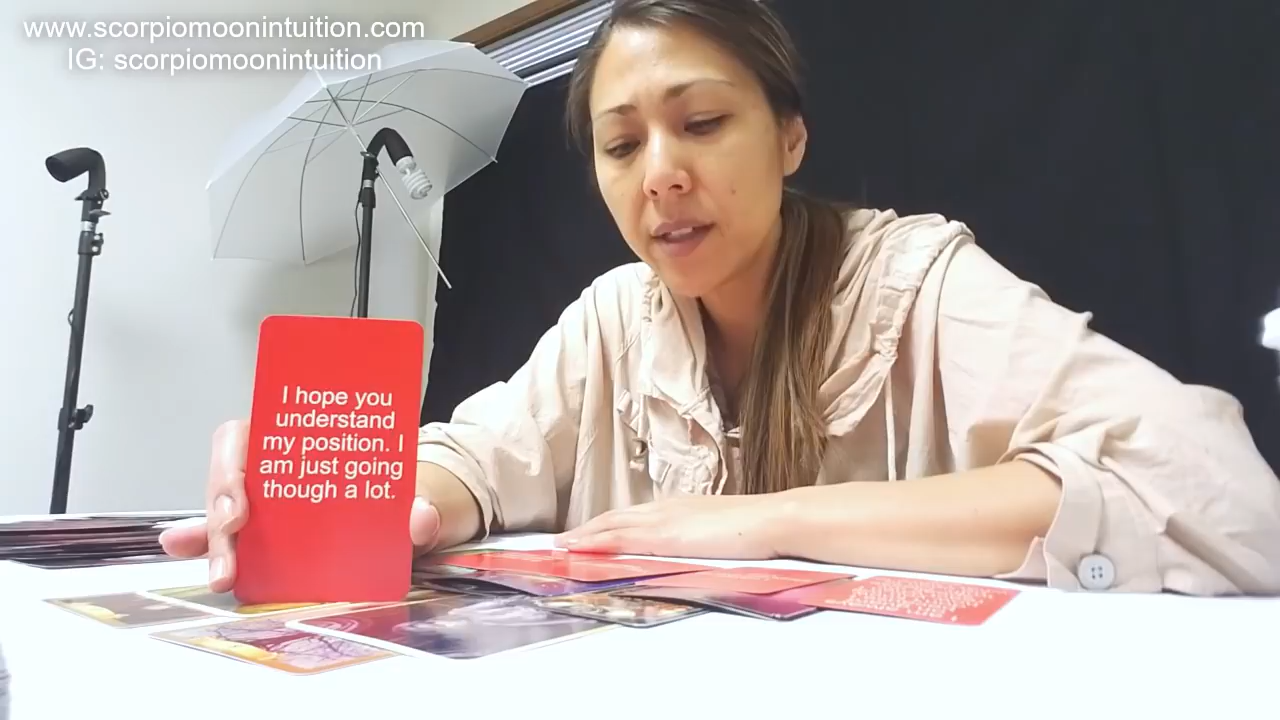 www.scorpiomoonintuition.com
IG: scorpiomoonintuition
I hope you
understand
my position. I
am just going
though a lot.